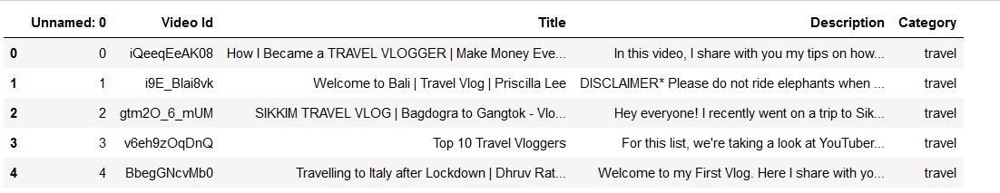 Unnamed: 0 Video Id Title Description Category
0 0 iQeeqEeAK08 How I Became a TRAVEL VLOGGER | Make Money Eve... In this video, I share with you my tips on how... travel
1 1 i9E_Blai8vk Welcome to Bali | Travel Vlog | Priscilla Lee DISCLAIMER* Please do not ride elephants when ... travel
2 2 gtm2O_6_mUM SIKKIM TRAVEL VLOG | Bagdogra to Gangtok - Vlo... Hey everyone! I recently went on a trip to Sik... travel
3 3 v6eh9zOqDnQ Top 10 Travel Vloggers For this list, we're taking a look at YouTuber... travel
4 4 BbegGNcvMb0 Travelling to Italy after Lockdown | Dhruv Rat... Welcome to my First Vlog. Here I share with yo... travel